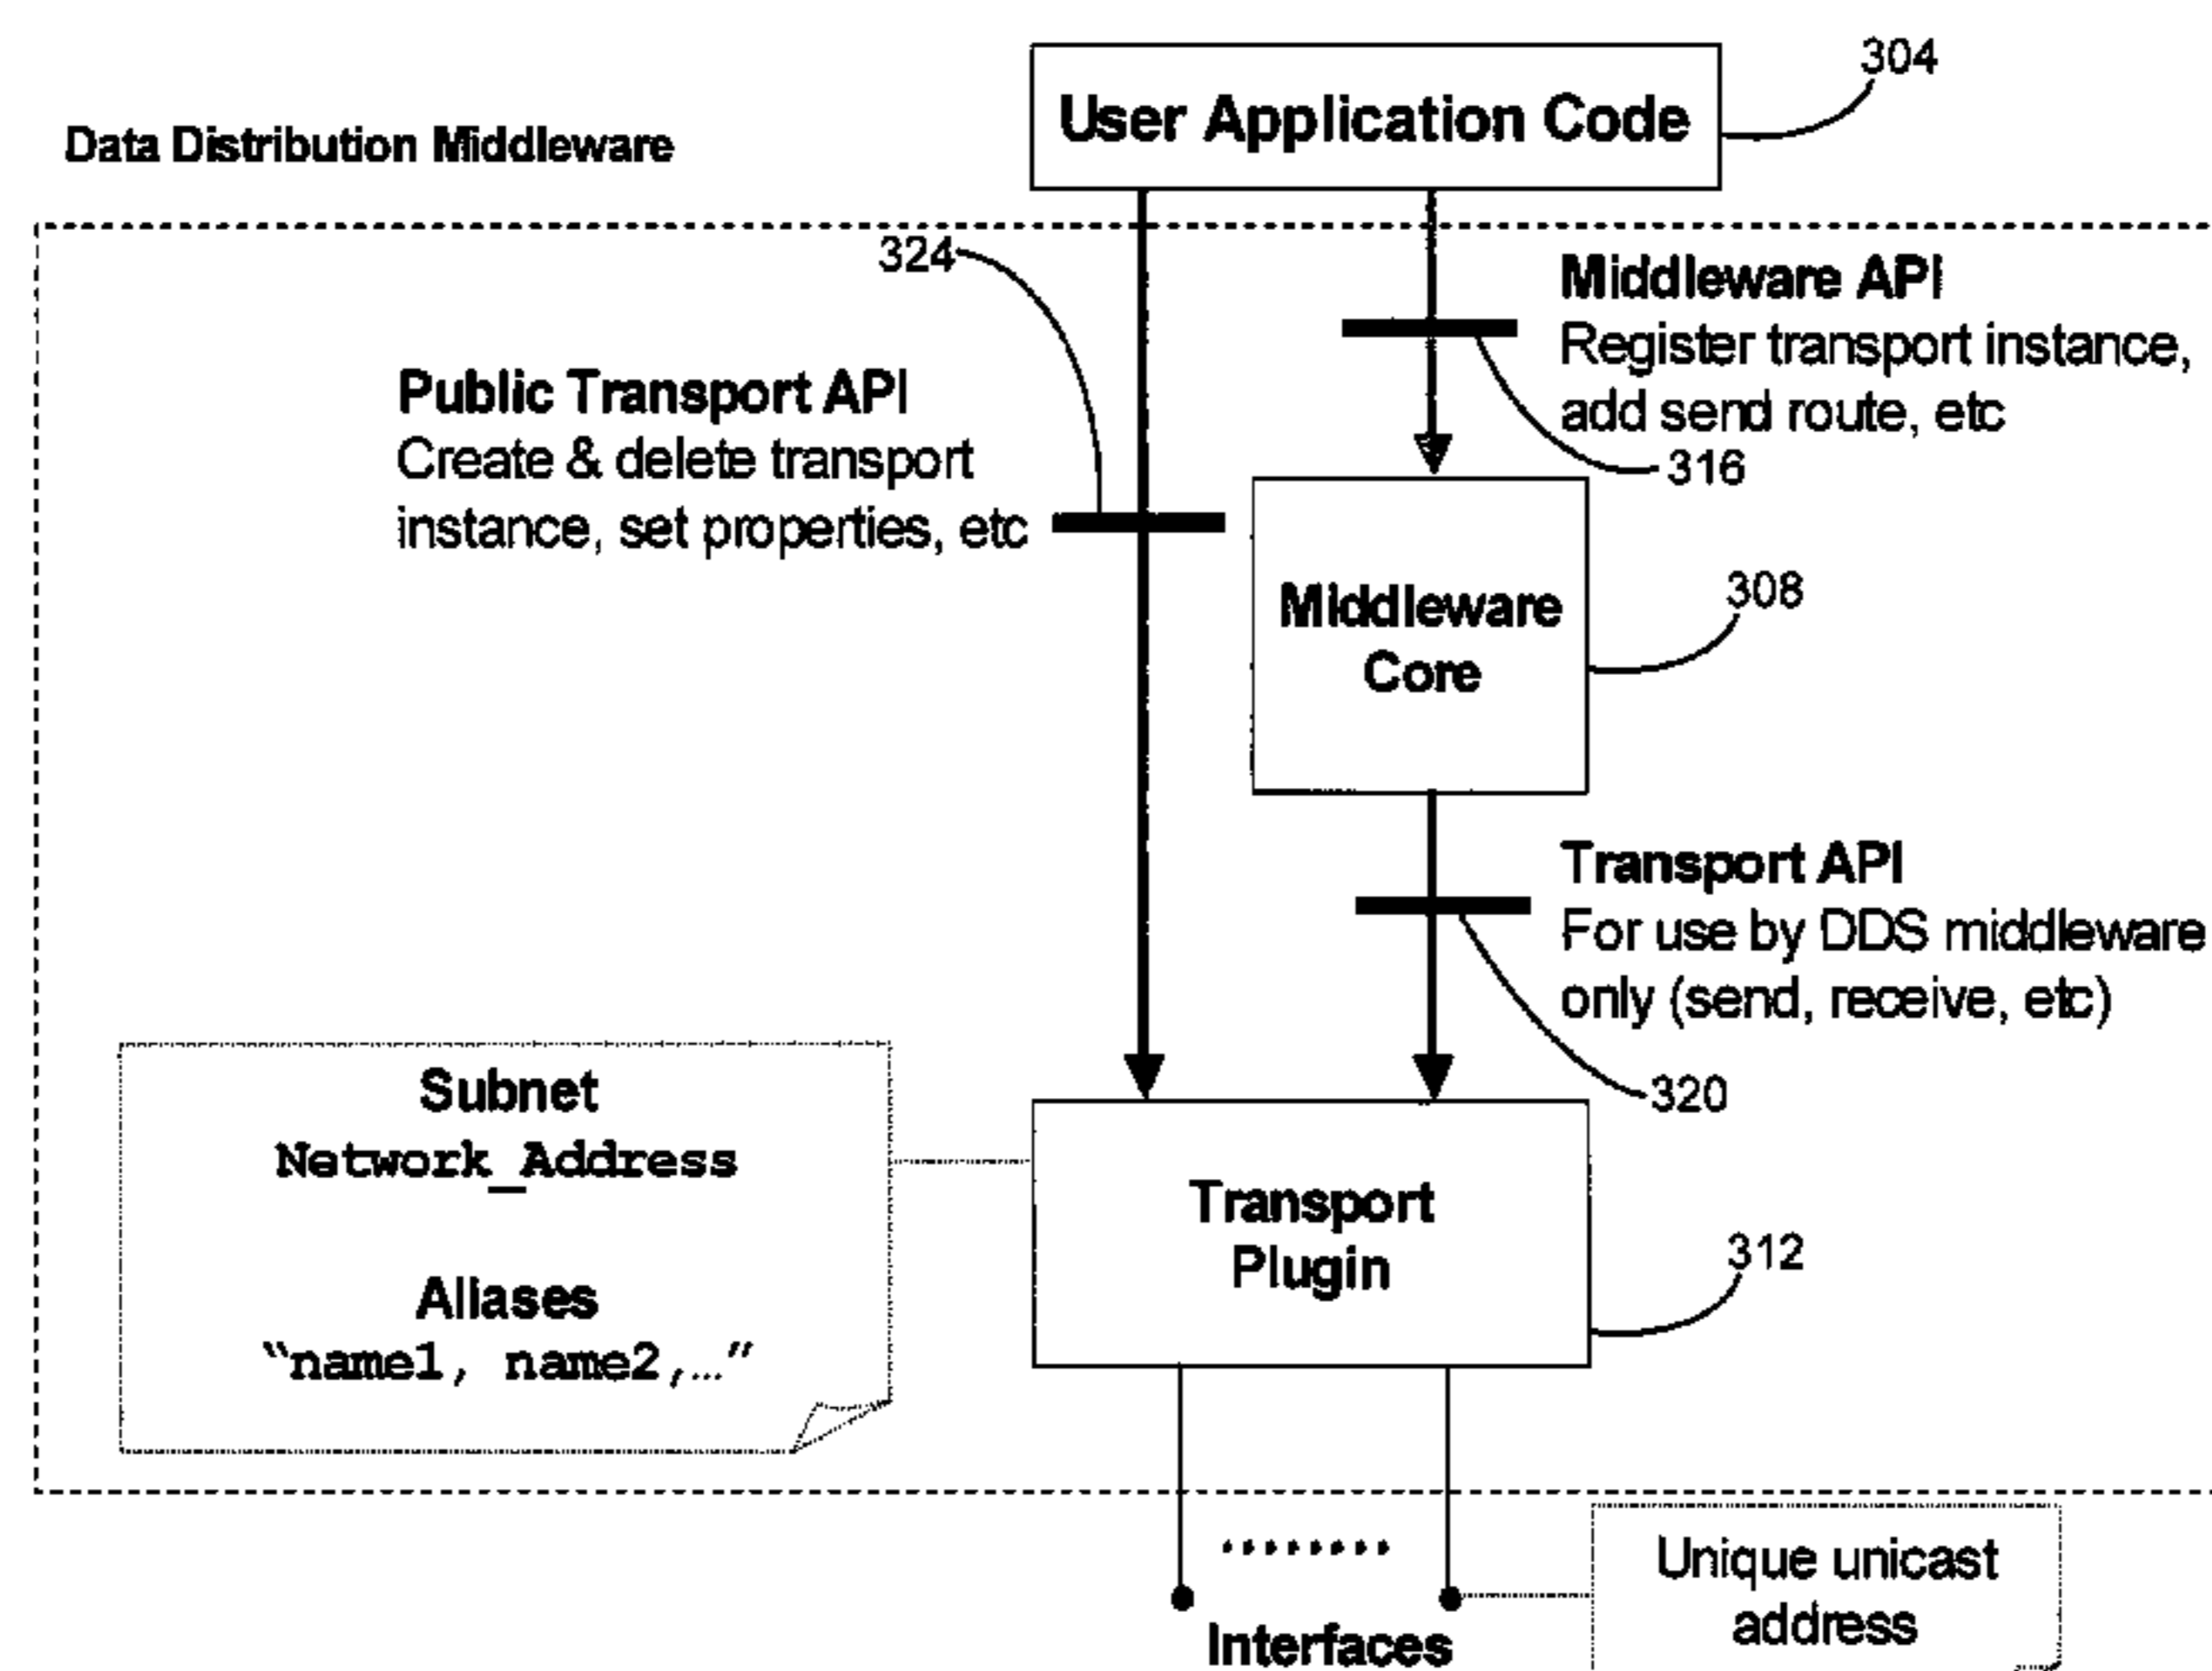 304
User Application Code
Data Distribution Middleware
324
Middleware API
Register transport instance,
add send route, etc
316
Public Transport API
Create & delete transport
instance, set properties, etc
Middleware
Core
308
Transport API
For use by DDS middleware
only (send, receive, etc)
320
Subnet
Network_Address
Aliases
“name1, name2,…”
Transport
Plugin
312
Unique unicast
address
Interfaces